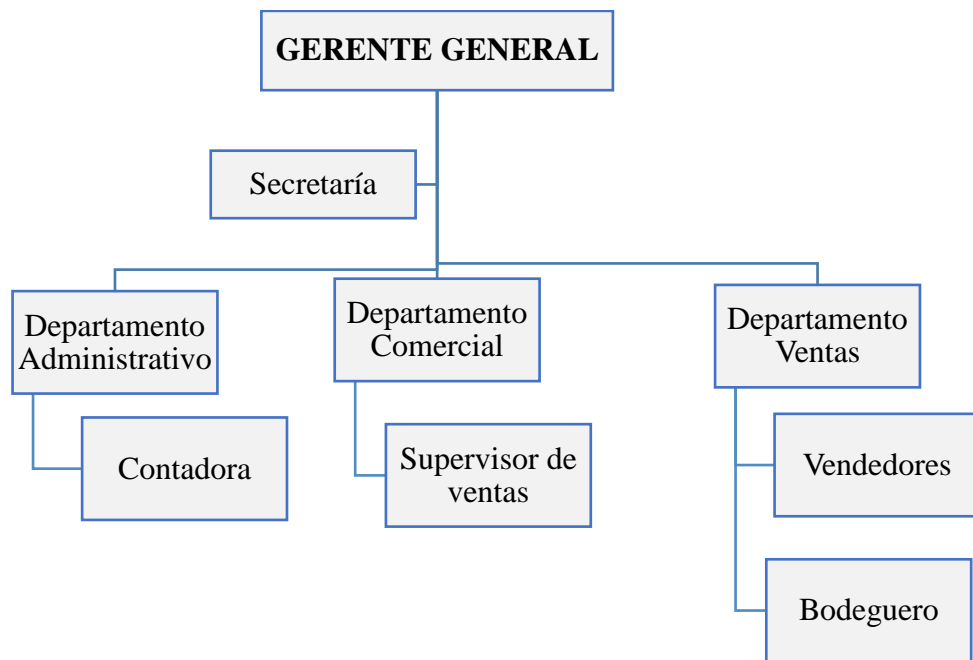 GERENTE GENERAL
Secretaría
Departamento
Administrativo
Departamento
Comercial
Departamento
Ventas
Contadora
Supervisor de
ventas
Vendedores
Bodeguero